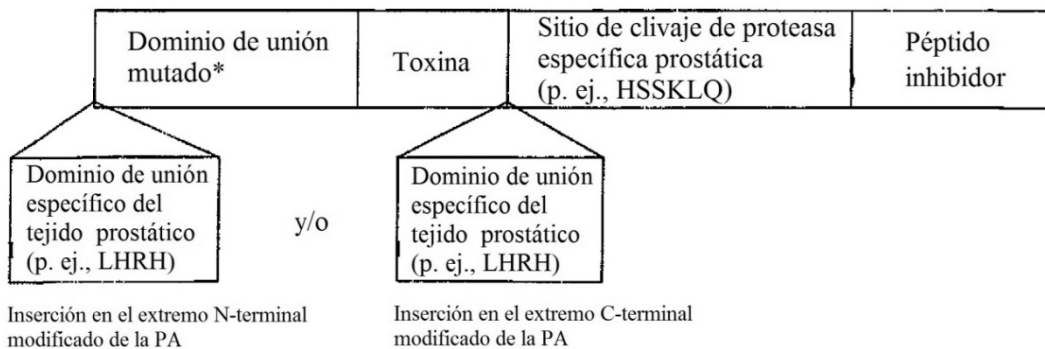 Dominio de unión
mutado*
Toxina
Sitio de clivaje de proteasa
específica prostática
(p. ej., HSSKLQ)
Péptido
inhibidor
Dominio de unión
específico del
tejido prostático
(p. ej., LHRH)
y/o
Dominio de unión
específico del
tejido prostático
(p. ej., LHRH)
Inserción en el extremo N-terminal
modificado de la PA
Inserción en el extremo C-terminal
modificado de la PA